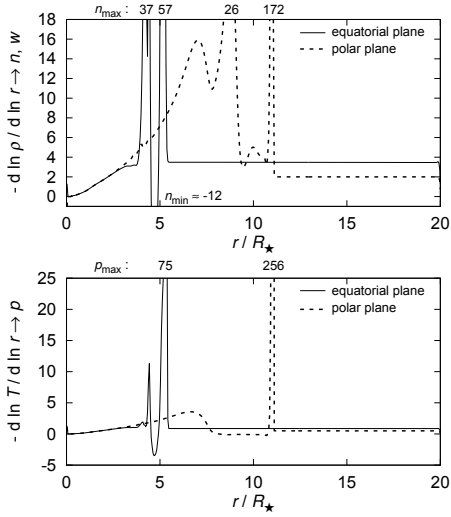 n_max : 37 57 26 172
equatorial plane
polar plane
- d ln ρ / d ln r → n, w
18
16
14
12
10
8
6
4
2
0
n_min ≈ -12
0 5 10 15 20
r / R★
p_max : 75 256
equatorial plane
polar plane
- d ln T / d ln r → p
25
20
15
10
5
0
-5
0 5 10 15 20
r / R★